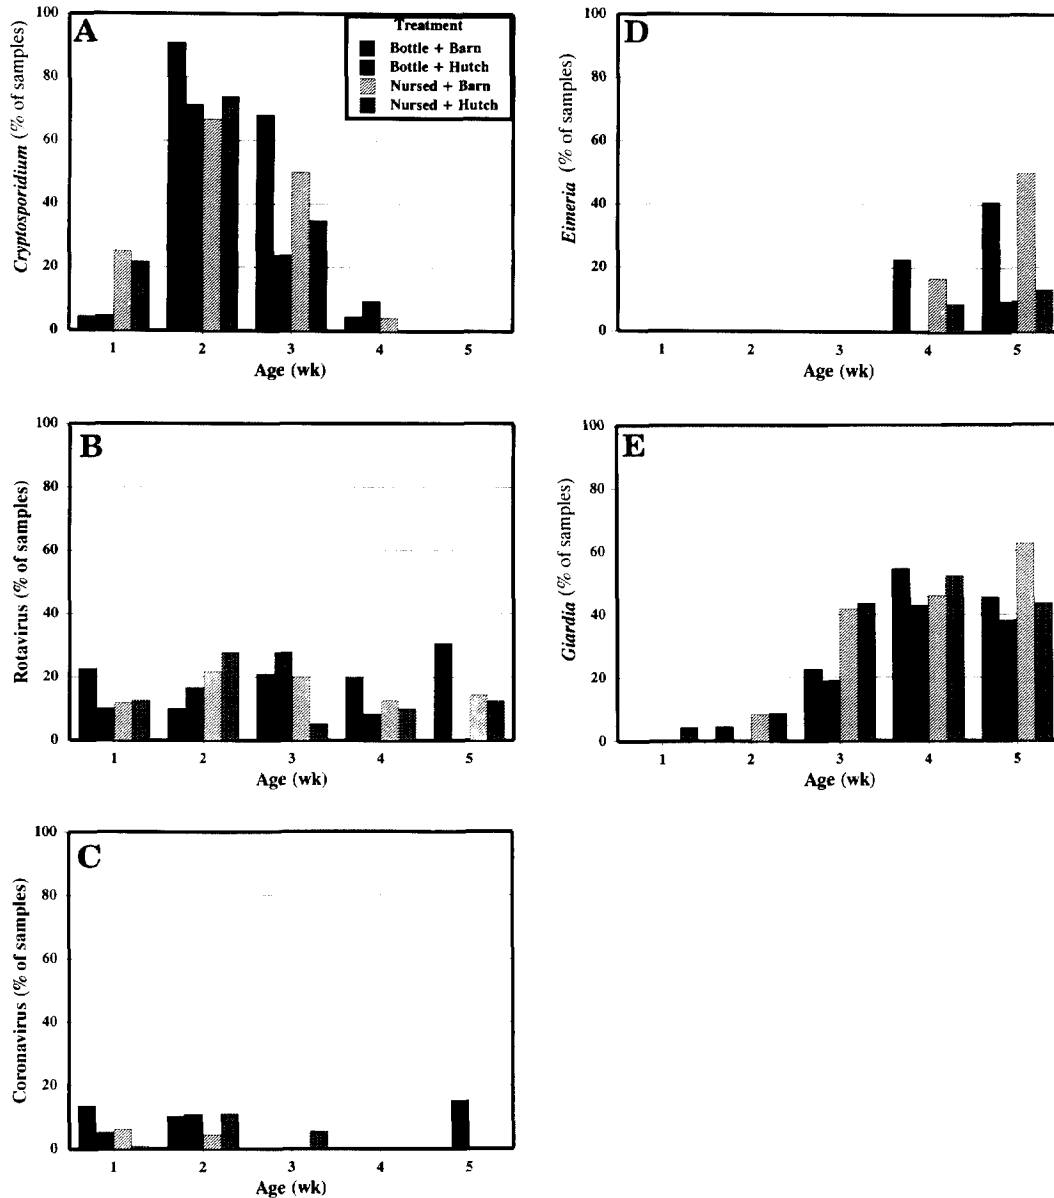 A
Cryptosporidium (% of samples)
100
80
60
40
20
0
Treatment
Bottle + Barn
Bottle + Hutch
Nursed + Barn
Nursed + Hutch
1 2 3 4 5
Age (wk)
B
Rotavirus (% of samples)
100
80
60
40
20
0
1 2 3 4 5
Age (wk)
C
Coronavirus (% of samples)
100
80
60
40
20
0
1 2 3 4 5
Age (wk)
D
Eimeria (% of samples)
100
80
60
40
20
0
1 2 3 4 5
Age (wk)
E
Giardia (% of samples)
100
80
60
40
20
0
1 2 3 4 5
Age (wk)